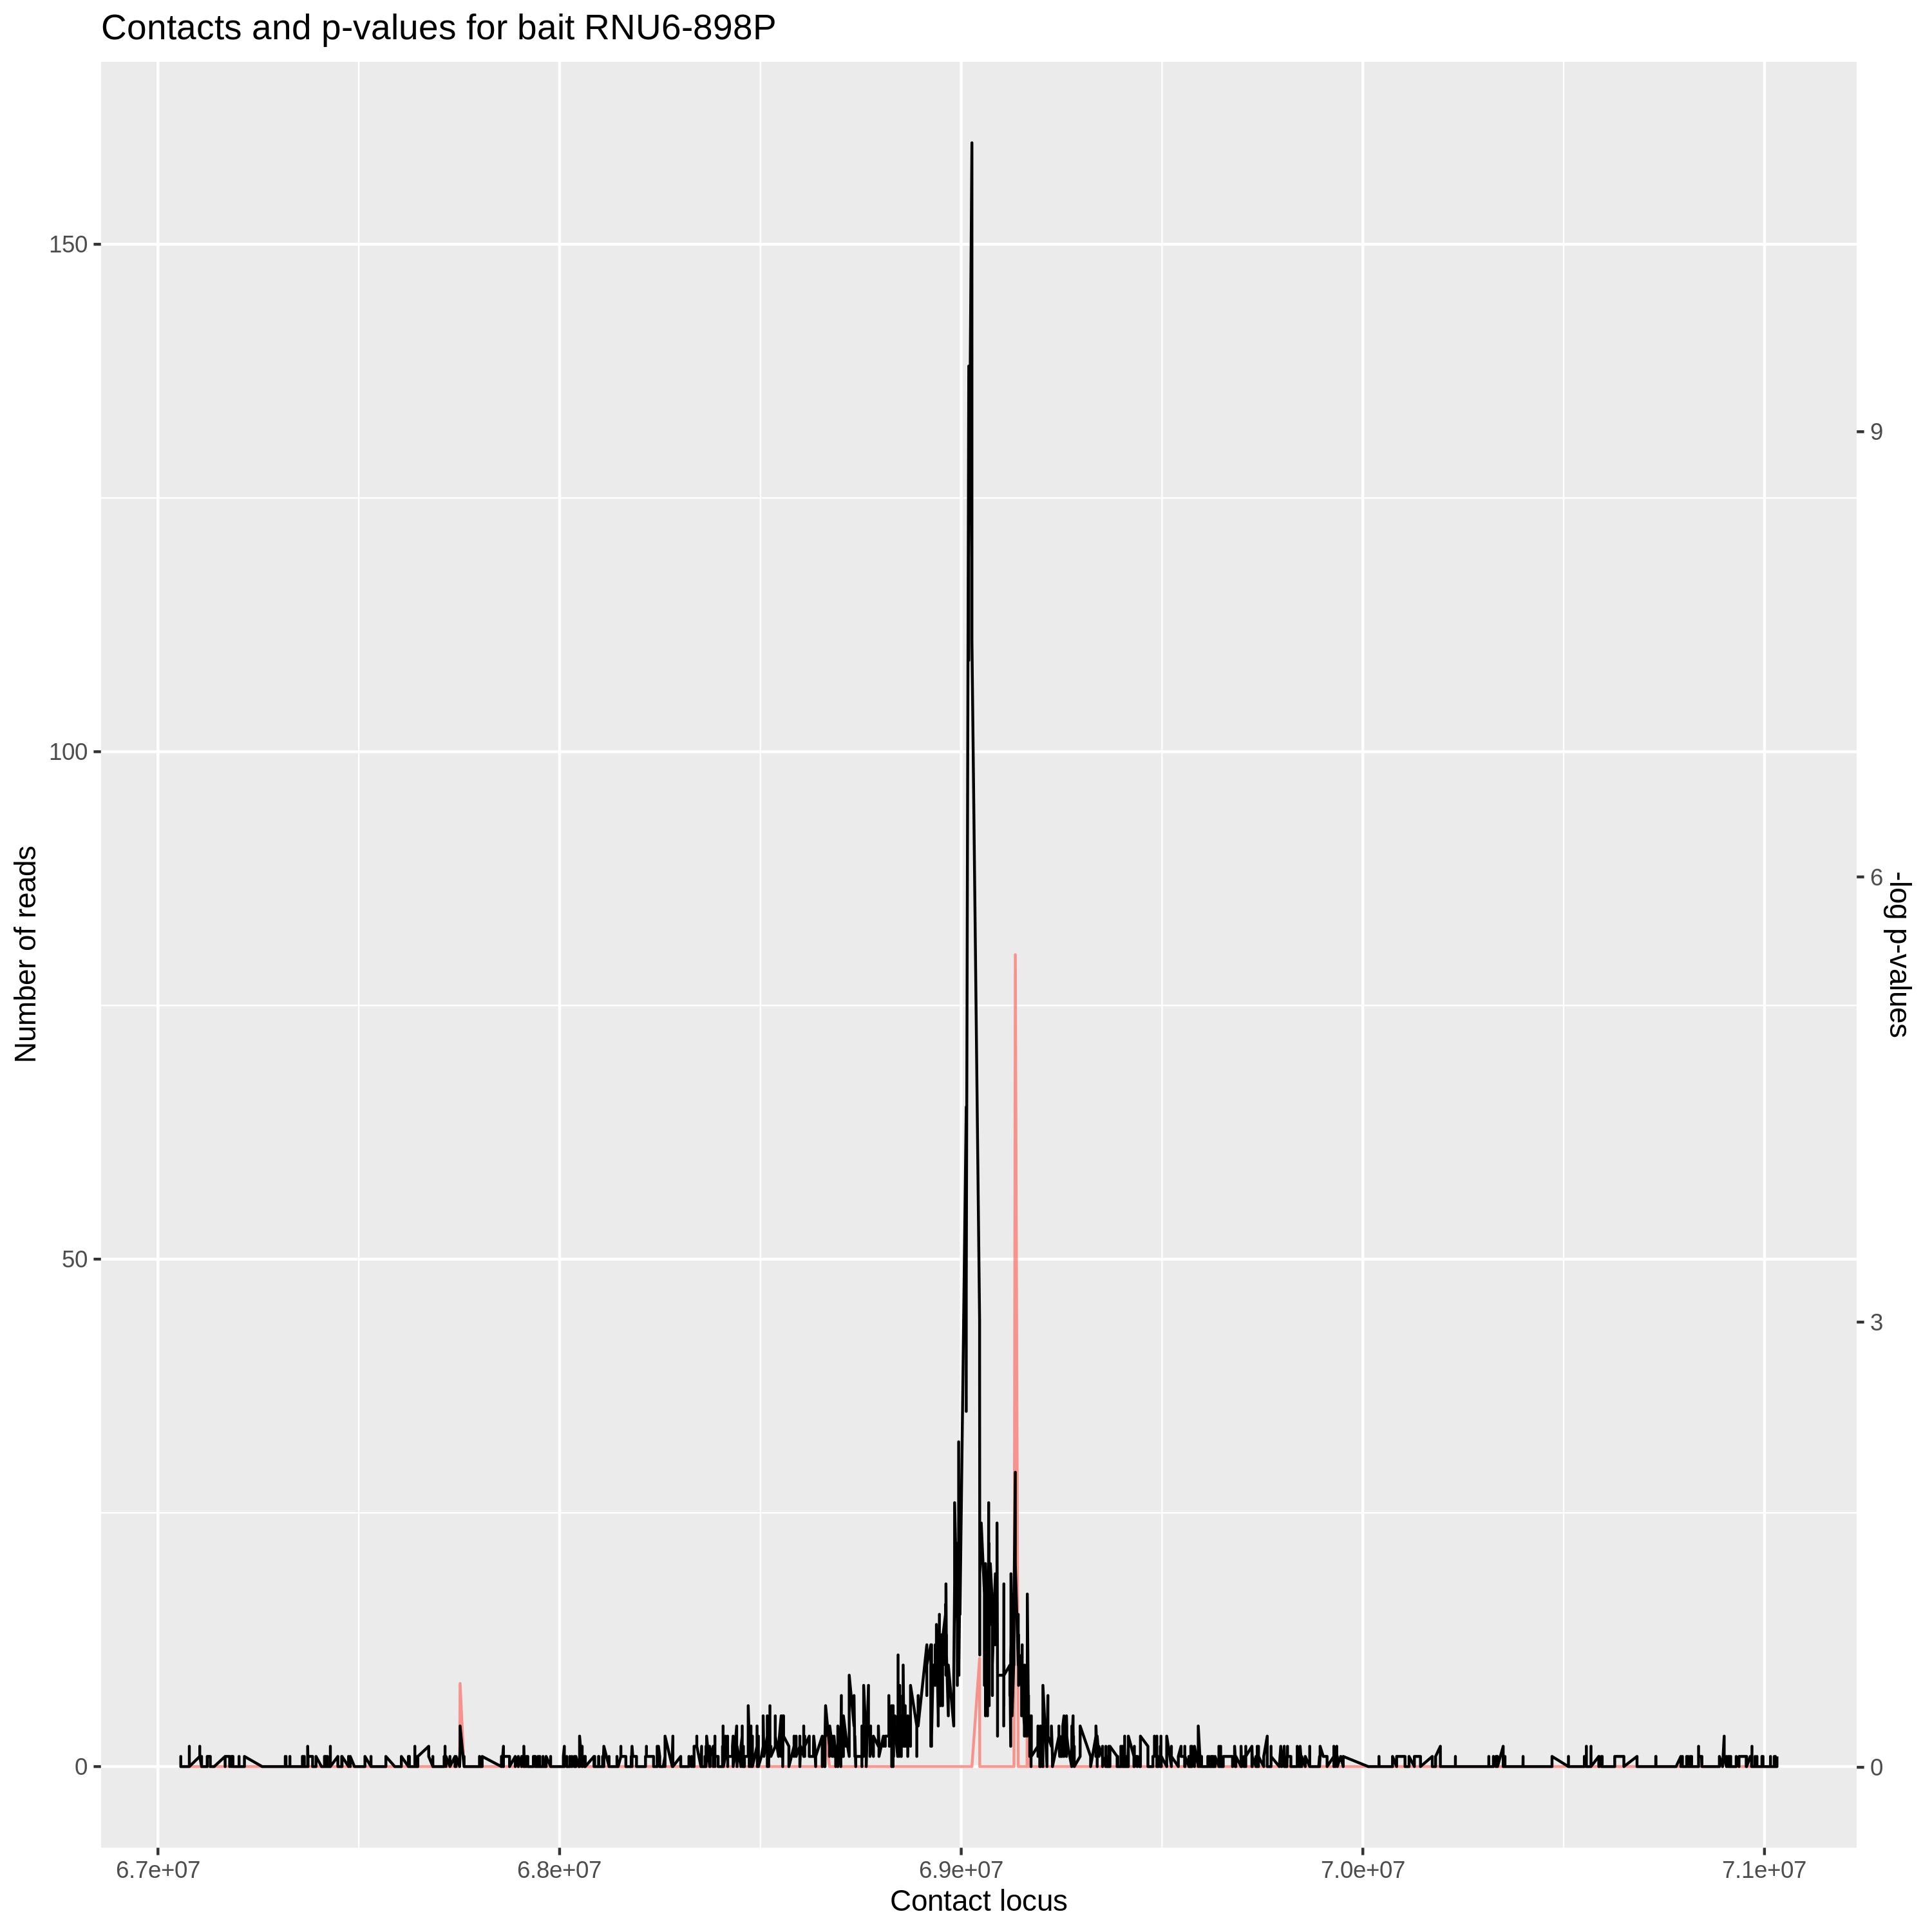 Contacts and p-values for bait RNU6-898P
150
100
50
0
Number of reads
9
6
3
0
-log p-values
6.7e+07
6.8e+07
6.9e+07
7.0e+07
7.1e+07
Contact locus